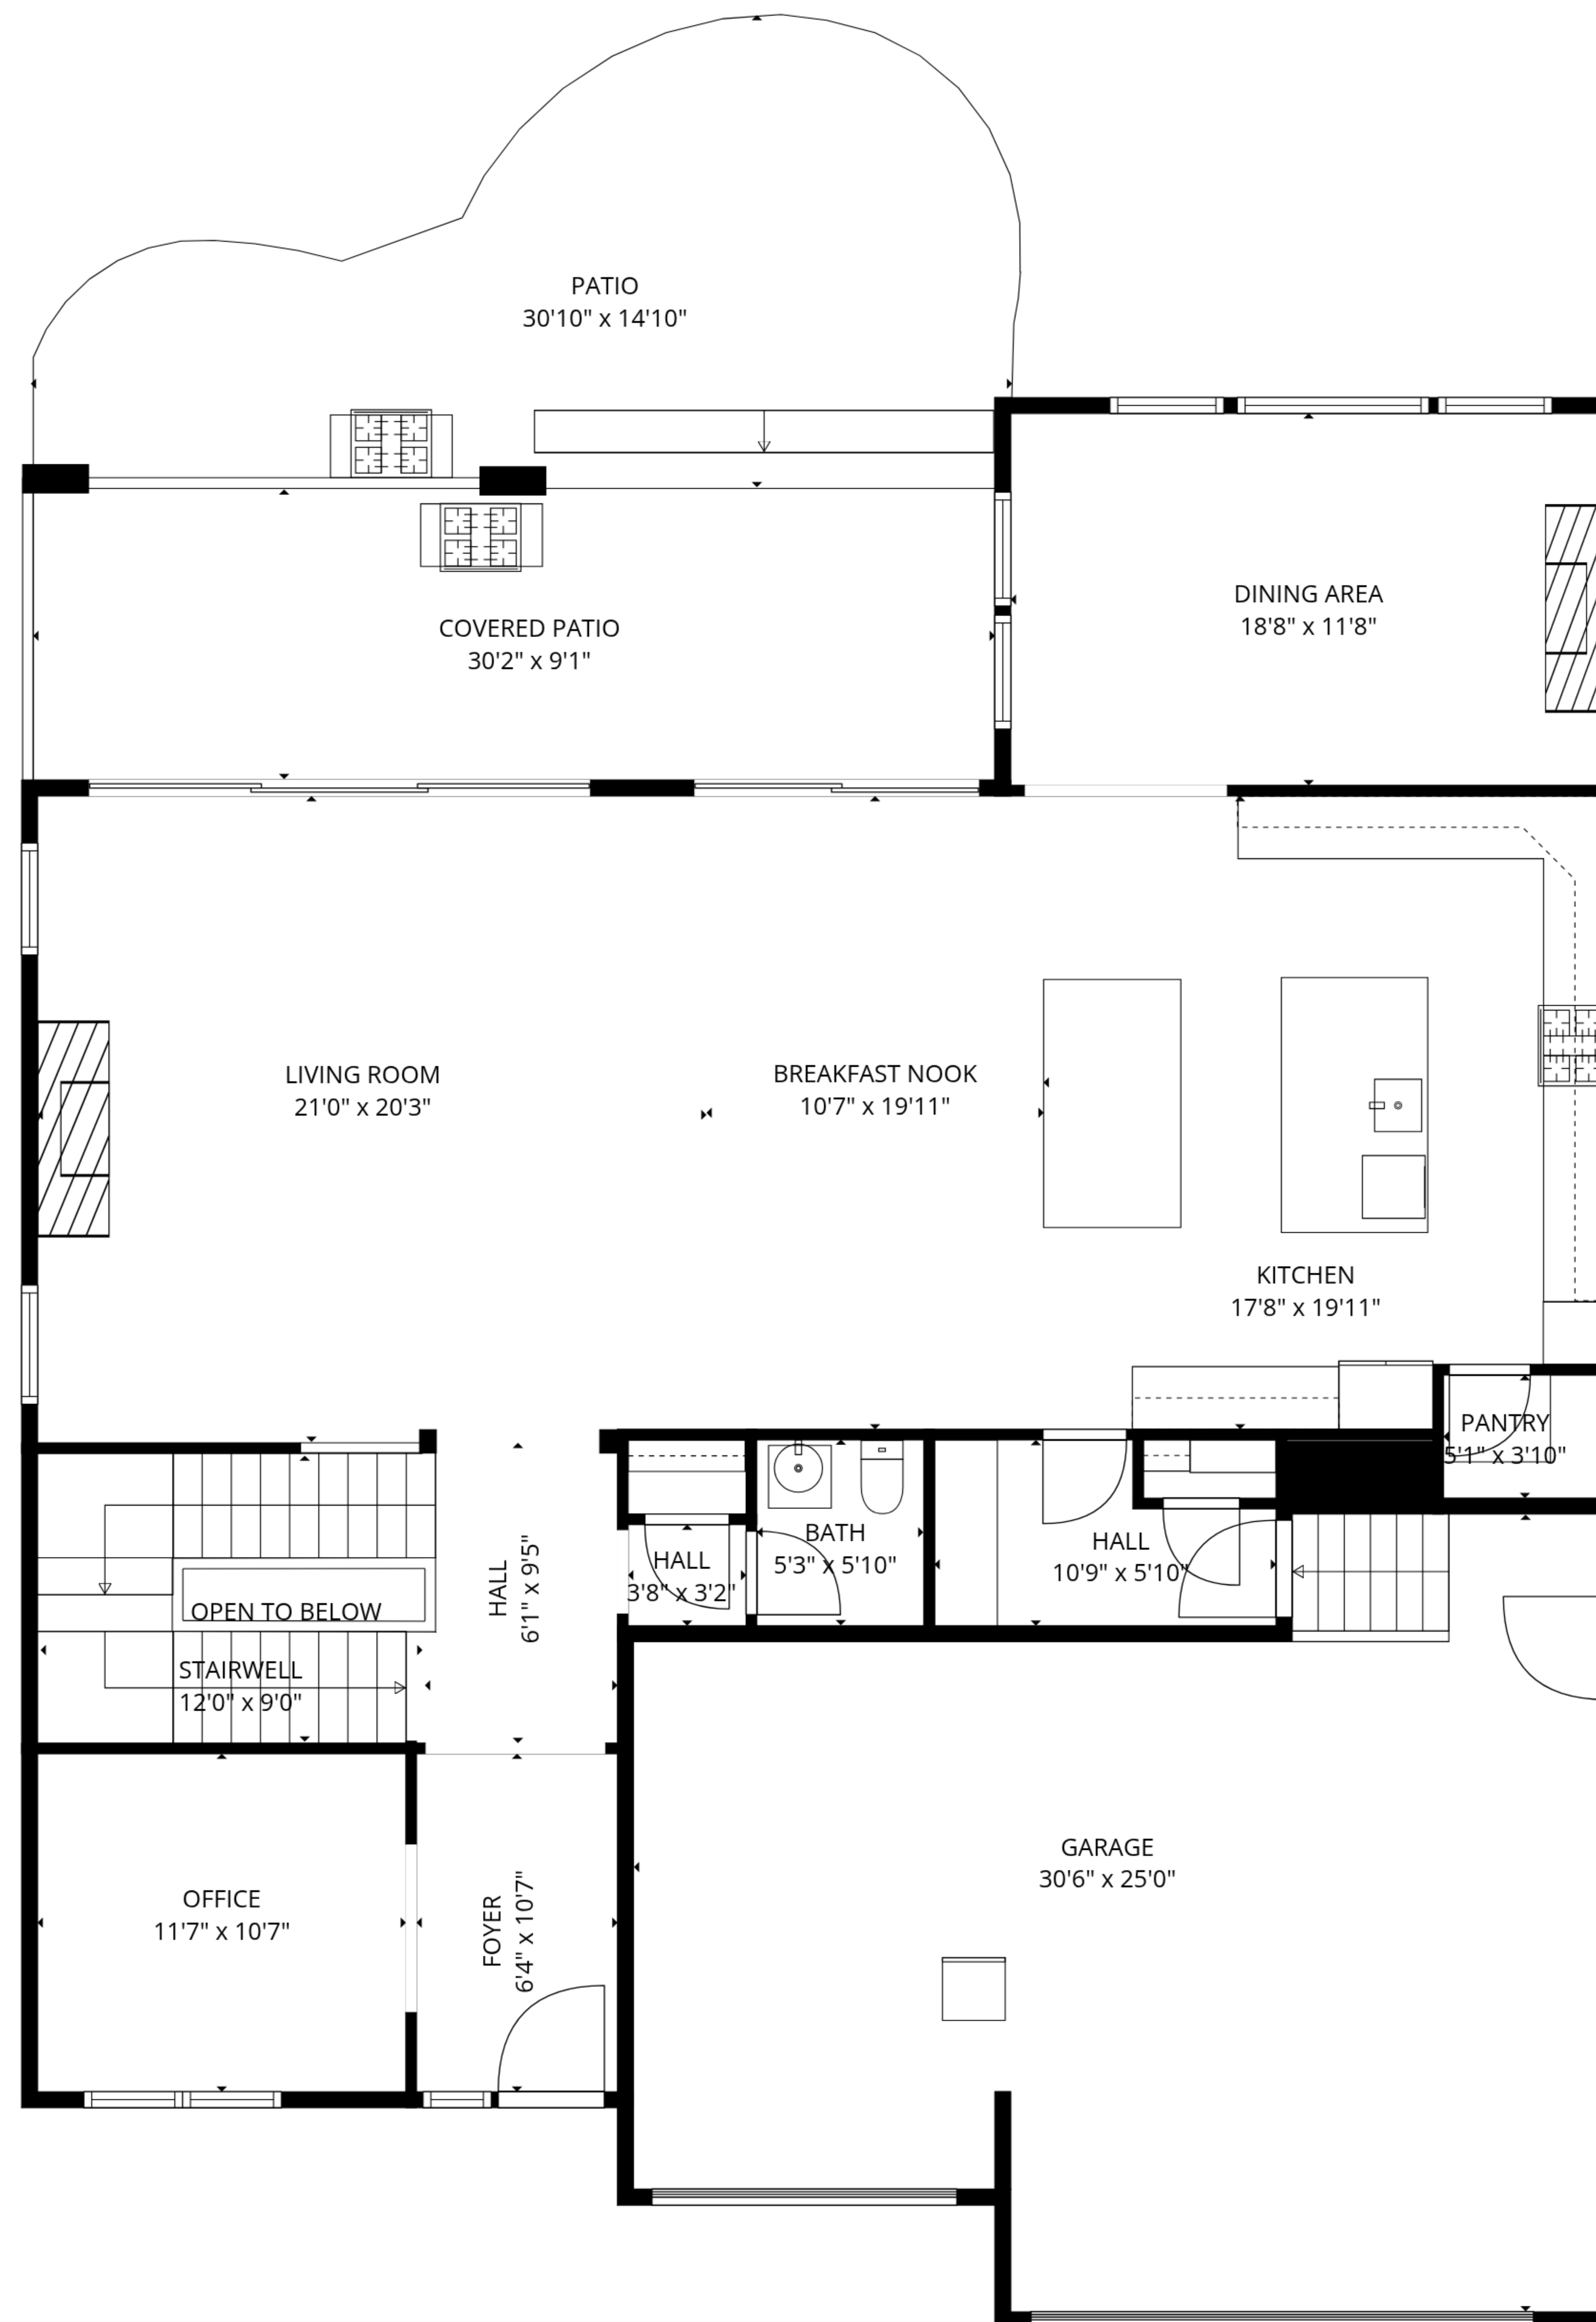 PATIO
30'10" x 14'10"
COVERED PATIO
30'2" x 9'1"
DINING AREA
18'8" x 11'8"
LIVING ROOM
21'0" x 20'3"
BREAKFAST NOOK
10'7" x 19'11"
KITCHEN
17'8" x 19'11"
PANTRY
5'1" x 3'10"
HALL
6'1" x 9'5"
HALL
3'8" x 3'2"
BATH
5'3" x 5'10"
HALL
10'9" x 5'10"
OPEN TO BELOW
STAIRWELL
12'0" x 9'0"
GARAGE
30'6" x 25'0"
OFFICE
11'7" x 10'7"
FOYER
6'4" x 10'7"